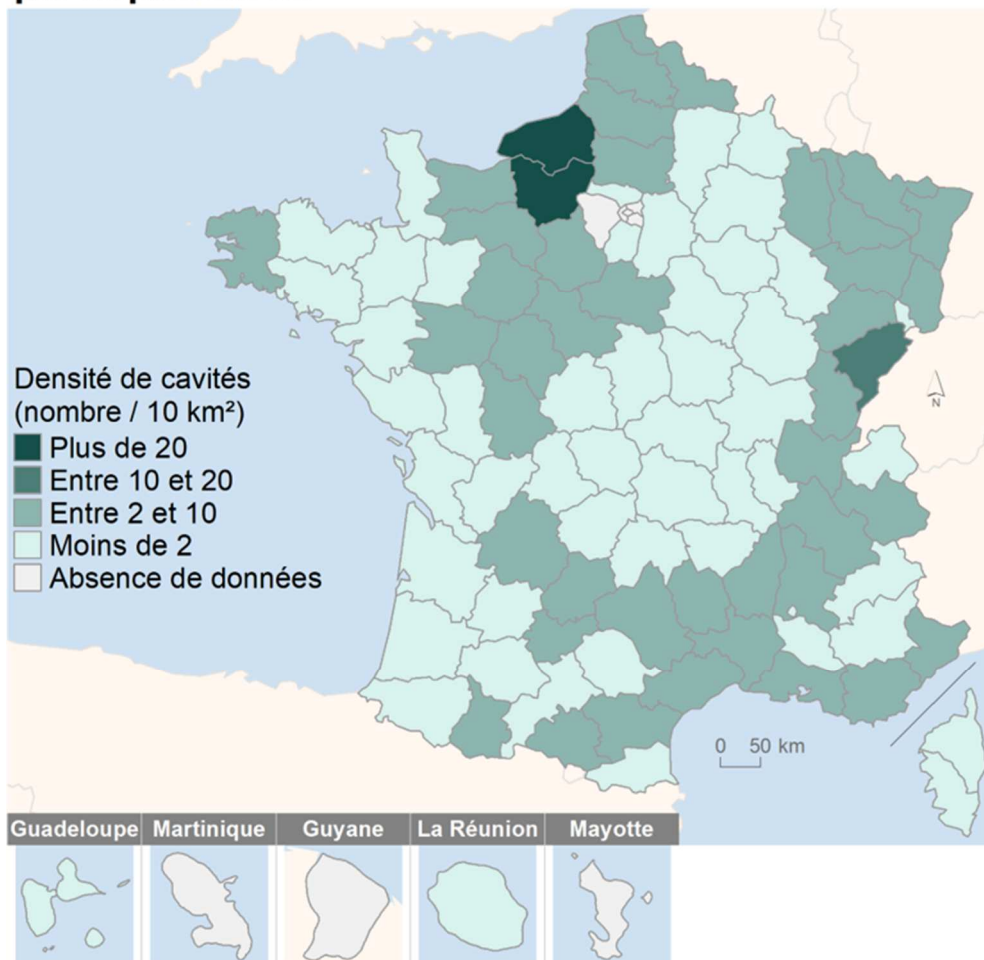 Densité de cavités
(nombre / 10 km²)
Plus de 20
Entre 10 et 20
Entre 2 et 10
Moins de 2
Absence de données
N
0 50 km
Guadeloupe Martinique Guyane La Réunion Mayotte